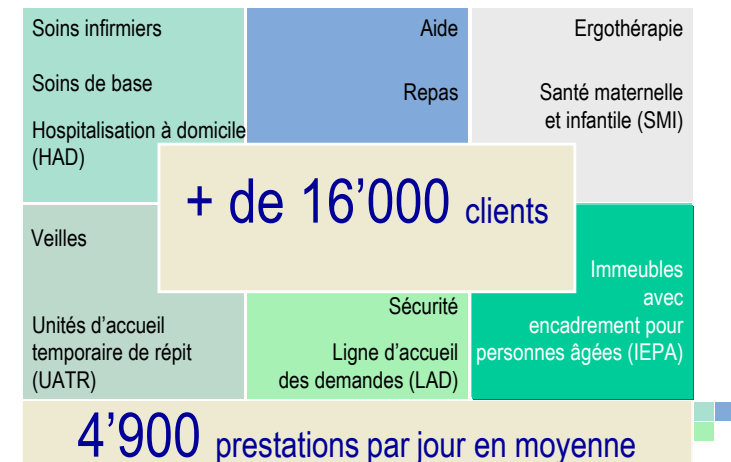 Soins infirmiers
Soins de base
Hospitalisation à domicile
(HAD)
Aide
Repas
Ergothérapie
Santé maternelle
et infantile (SMI)
+ de 16’000 clients
Veilles
Unités d’accueil
temporaire de répit
(UATR)
Sécurité
Ligne d’accueil
des demandes (LAD)
Immeubles
avec
encadrement pour
personnes âgées (IEPA)
4’900 prestations par jour en moyenne